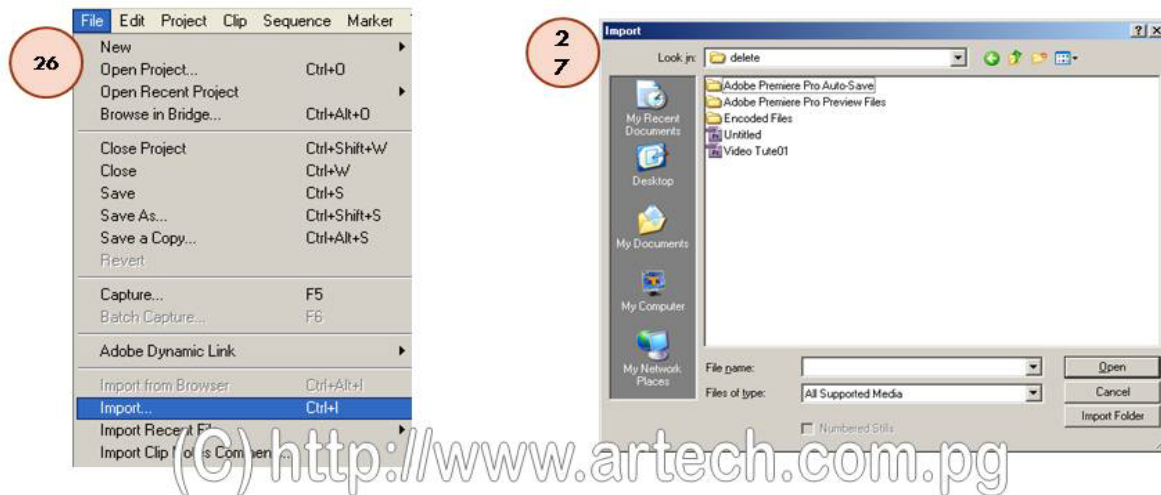 File Edit Project Clip Sequence Marker
26
New
Open Project... Ctrl+O
Open Recent Project
Browse in Bridge... Ctrl+Alt+O
Close Project Ctrl+Shift+W
Close Ctrl+W
Save Ctrl+S
Save As... Ctrl+Shift+S
Save a Copy... Ctrl+Alt+S
Revert
Capture... F5
Batch Capture... F6
Adobe Dynamic Link
Import from Browser Ctrl+Alt+I
Import... Ctrl+I
Import Recent
Import Clip
2
7
Import
Look in: delete
My Recent
Documents
Desktop
My Documents
My Computer
My Network
Places
Adobe Premiere Pro Auto-Save
Adobe Premiere Pro Preview Files
Encoded Files
Untitled
Video Tute01
File name: Open
Files of type: All Supported Media Cancel
Numbered Stills Import Folder
(C) http://www.artech.com.pg